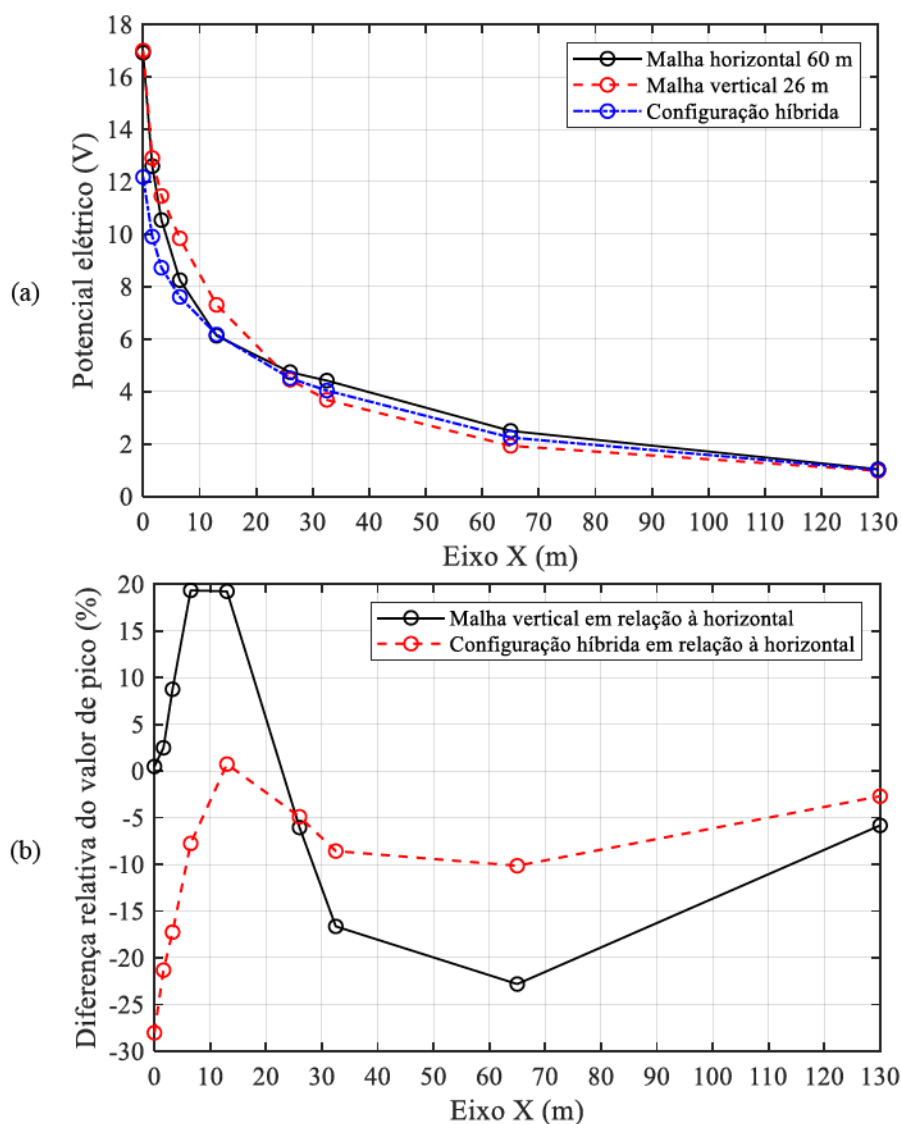 (a)
Potencial elétrico (V)
18
16
14
12
10
8
6
4
2
0
Malha horizontal 60 m
Malha vertical 26 m
Configuração híbrida
0 10 20 30 40 50 60 70 80 90 100 110 120 130
Eixo X (m)
(b)
Diferença relativa do valor de pico (%)
20
15
10
5
0
-5
-10
-15
-20
-25
-30
Malha vertical em relação à horizontal
Configuração híbrida em relação à horizontal
0 10 20 30 40 50 60 70 80 90 100 110 120 130
Eixo X (m)